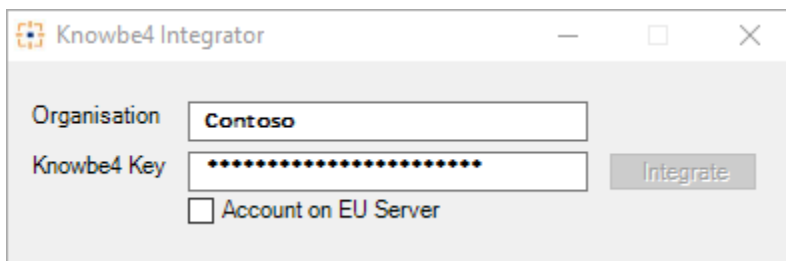 Knowbe4 Integrator
Organisation Contoso
Knowbe4 Key ***********************
Integrate
Account on EU Server